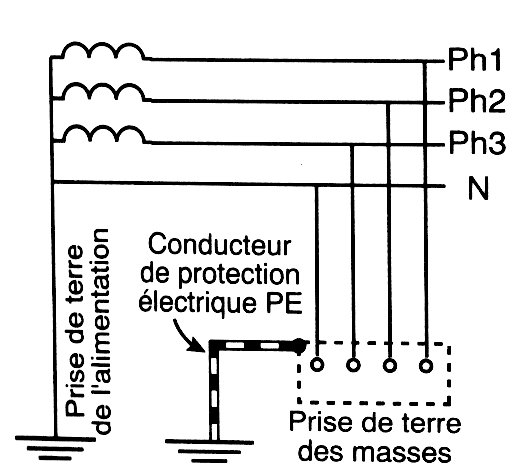 Ph1
Ph2
Ph3
N
Conducteur
de protection
électrique PE
Prise de terre
de l'alimentation
Prise de terre
des masses